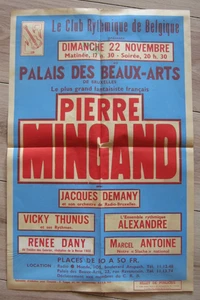 Le Club Rythmique de Belgique
DIMANCHE 22 NOVEMBRE
Matinée, 17 h. 30 - Soirée, 20 h. 30
PALAIS DES BEAUX-ARTS
DE BRUXELLES
Le plus grand fantaisiste français
PIERRE
MINGAND
avec
JACQUES DEMANY
et son orchestre de Radio-Bruxelles
VICKY THUNUS
et ses Rythmes
L'Ensemble rythmique
ALEXANDRE
RENEE DANY
MARCEL ANTOINE
PLACES DE 10 A 50 FR.
LOCATION